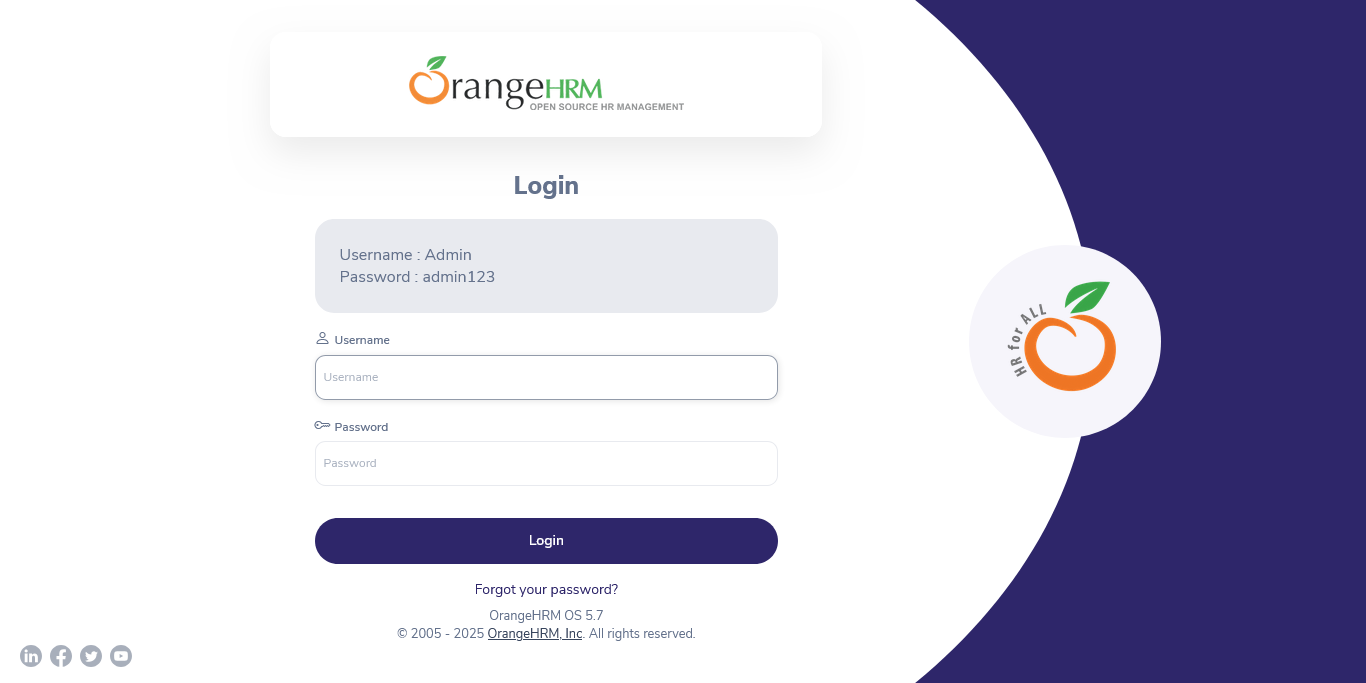 OrangeHRM
OPEN SOURCE HR MANAGEMENT
Login
Username : Admin
Password : admin123
Username
Username
Password
Password
Login
Forgot your password?
OrangeHRM OS 5.7
© 2005 - 2025 OrangeHRM, Inc. All rights reserved.
HR for ALL